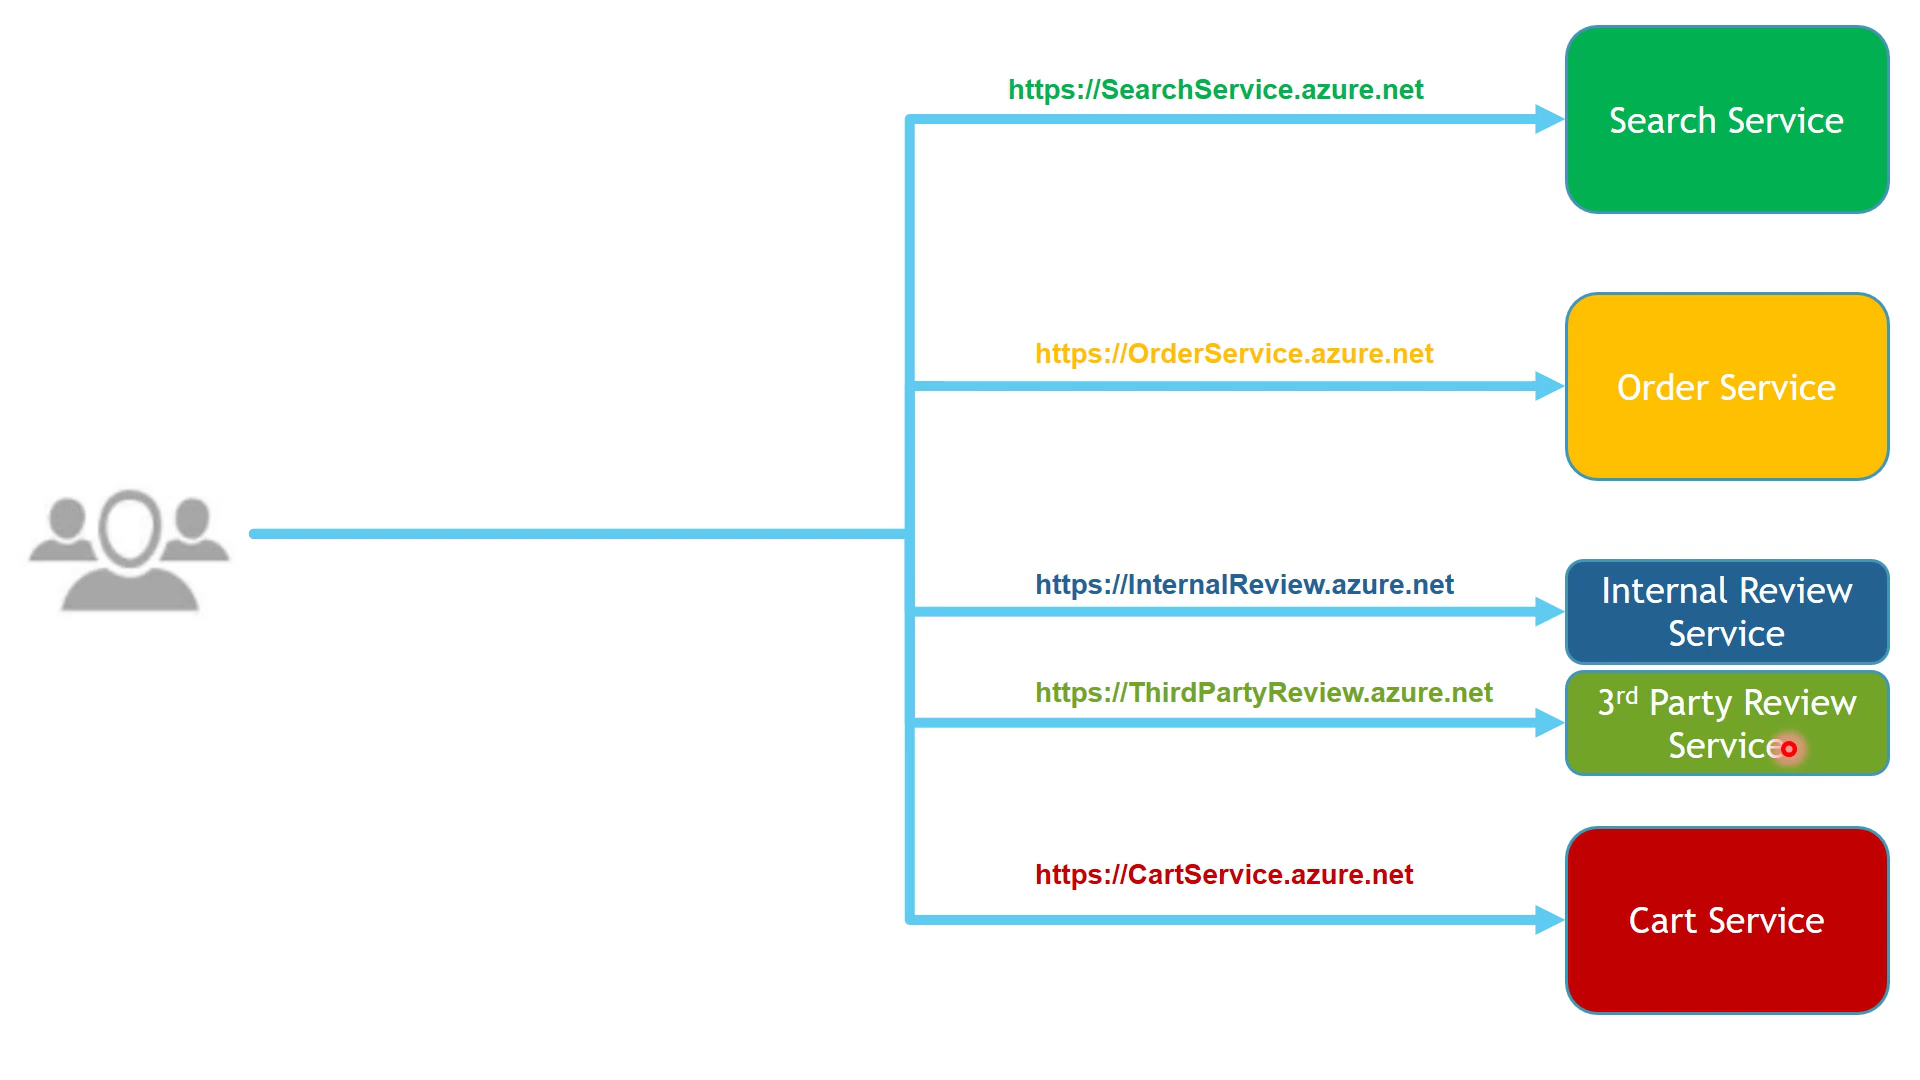 https://SearchService.azure.net
Search Service
https://OrderService.azure.net
Order Service
https://InternalReview.azure.net
Internal Review
Service
https://ThirdPartyReview.azure.net
3rd Party Review
Service
https://CartService.azure.net
Cart Service